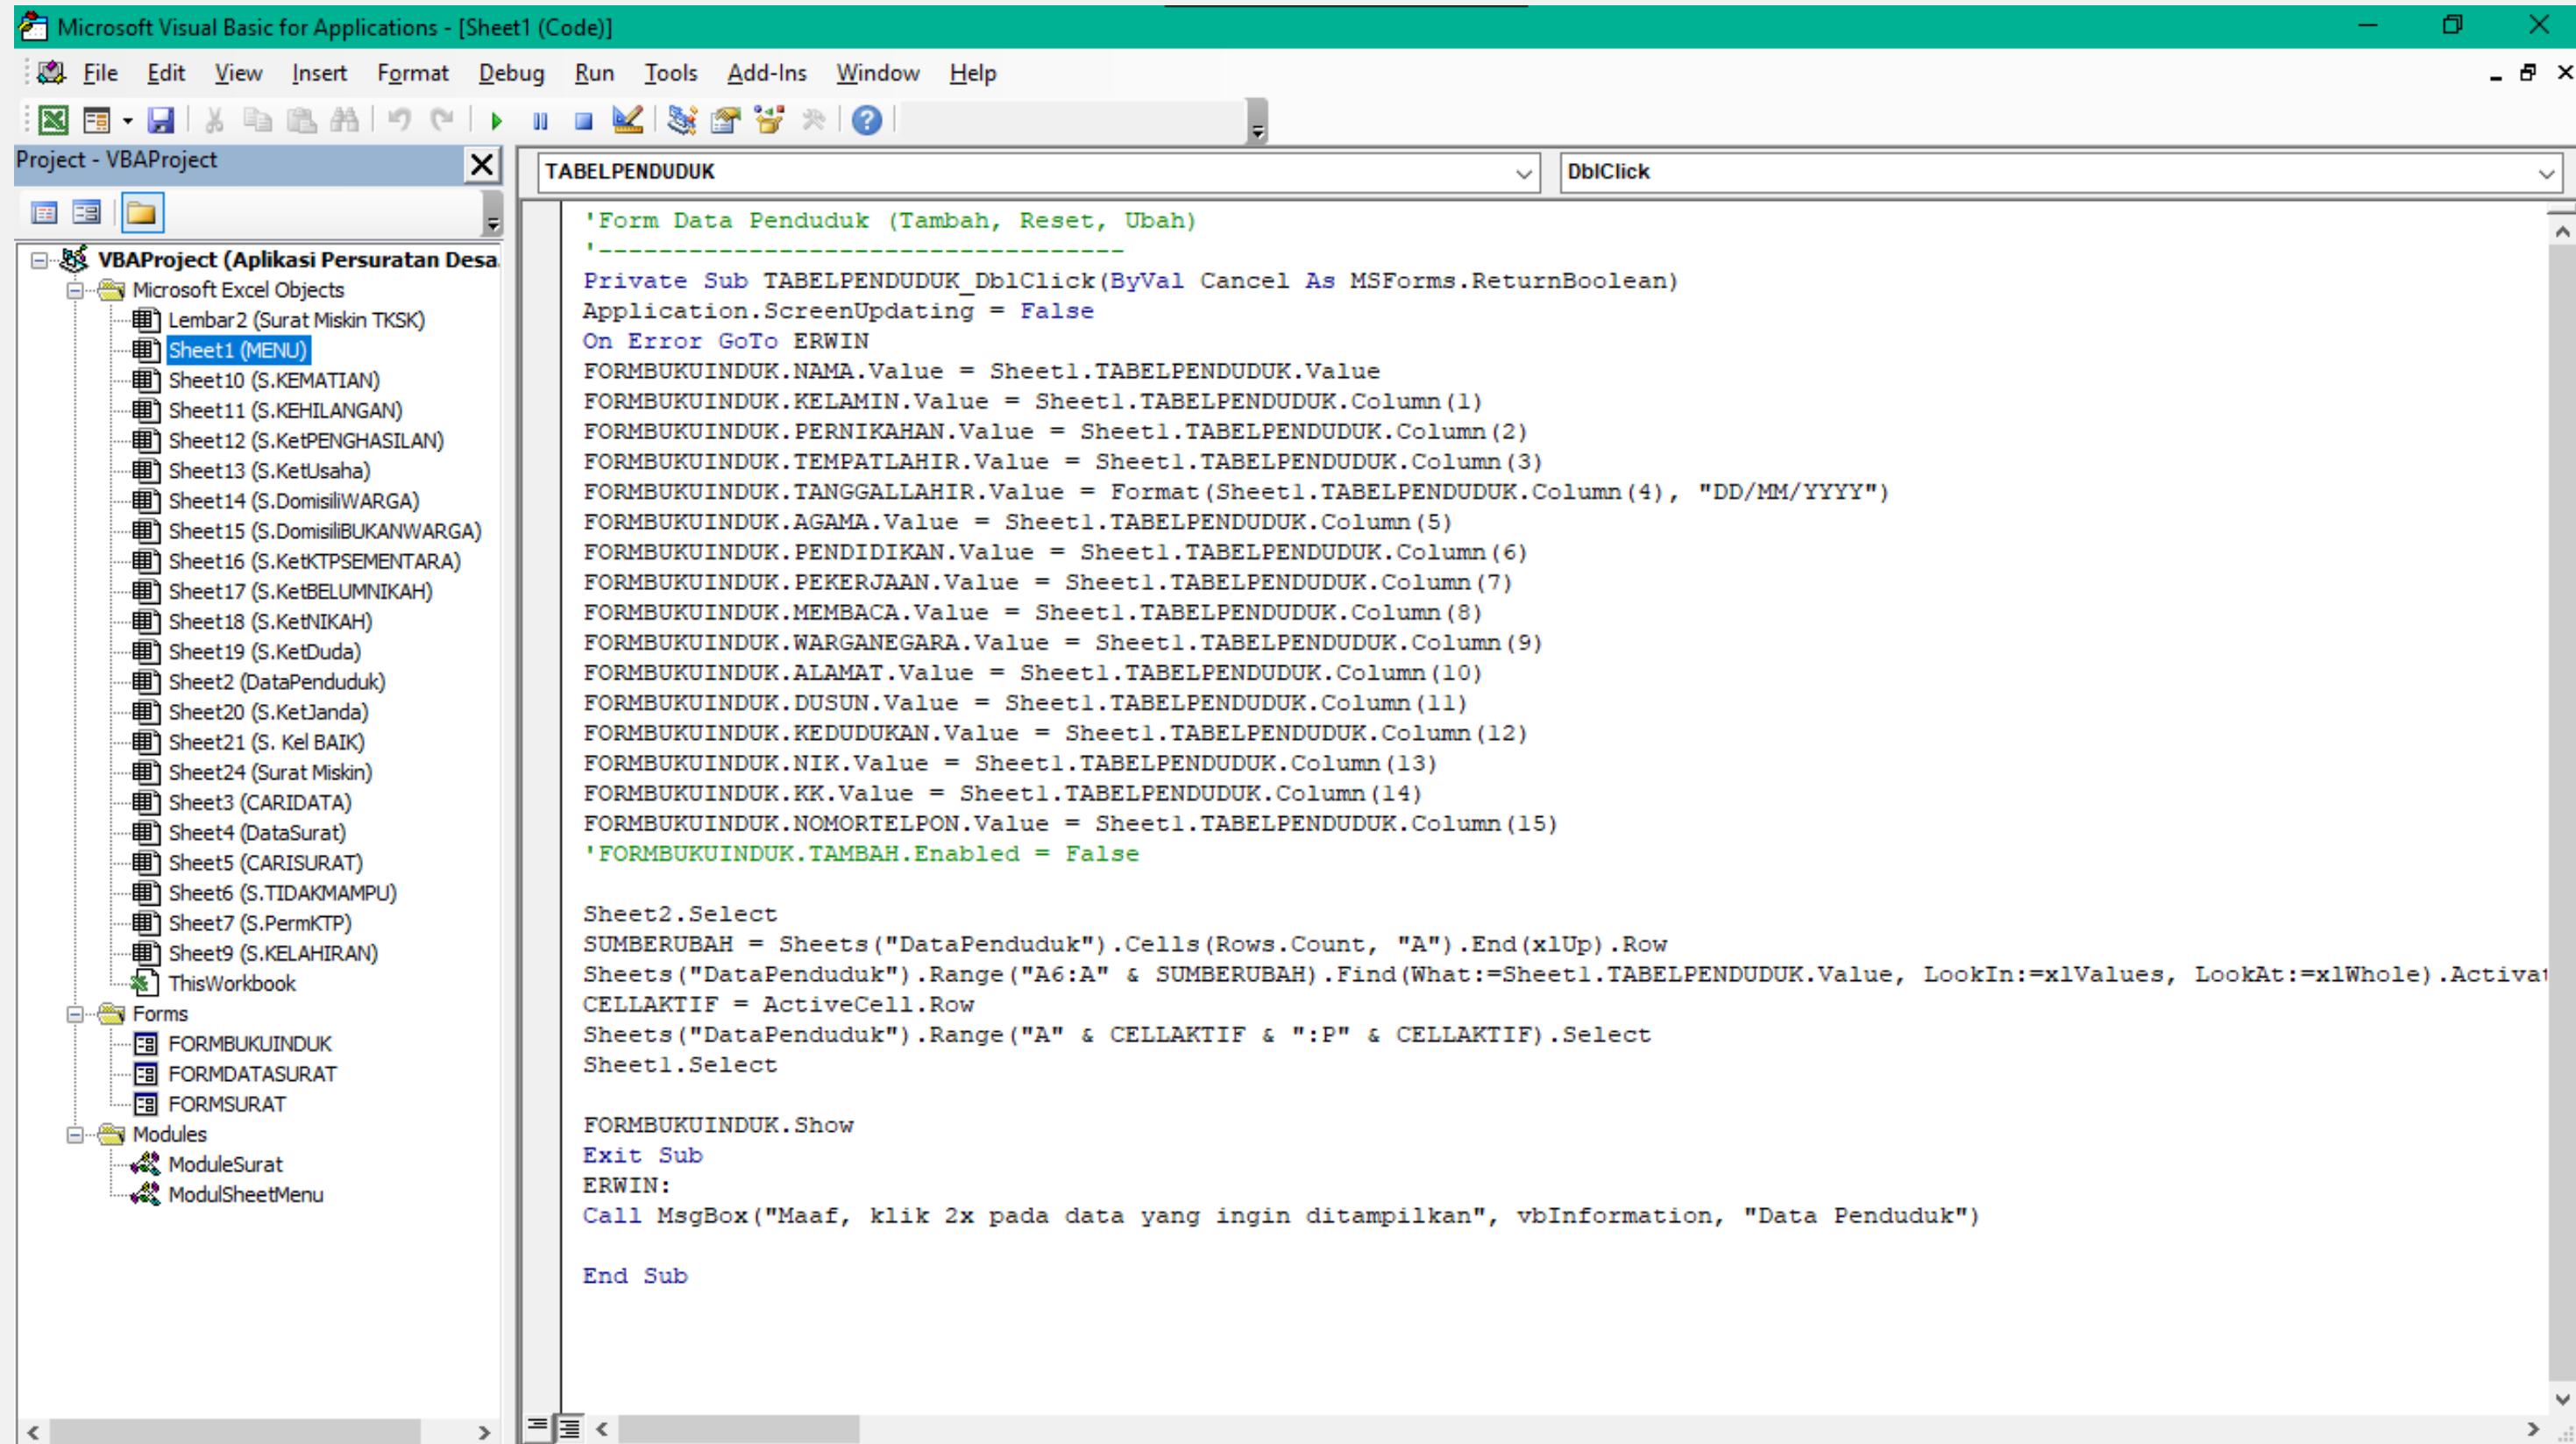 Microsoft Visual Basic for Applications - [Sheet1 (Code)]
File Edit View Insert Format Debug Run Tools Add-Ins Window Help
Project - VBAProject
VBAProject (Aplikasi Persuratan Desa.
Microsoft Excel Objects
Lembar2 (Surat Miskin TKSK)
Sheet1 (MENU)
Sheet10 (S.KEMATIAN)
Sheet11 (S.KEHILANGAN)
Sheet12 (S.KetPENGHASILAN)
Sheet13 (S.KetUsaha)
Sheet14 (S.DomisiliWARGA)
Sheet15 (S.DomisiliBUKANWARGA)
Sheet16 (S.KetKTPSEMENTARA)
Sheet17 (S.KetBELUMNIKAH)
Sheet18 (S.KetNIKAH)
Sheet19 (S.KetDuda)
Sheet2 (DataPenduduk)
Sheet20 (S.KetJanda)
Sheet21 (S. Kel BAIK)
Sheet24 (Surat Miskin)
Sheet3 (CARIDATA)
Sheet4 (DataSurat)
Sheet5 (CARISURAT)
Sheet6 (S.TIDAKMAMPU)
Sheet7 (S.PermKTP)
Sheet9 (S.KELAHIRAN)
ThisWorkbook
Forms
FORMBUKUINDUK
FORMDATASURAT
FORMSURAT
Modules
ModuleSurat
ModulSheetMenu
TABELPENDUDUK
DblClick
'Form Data Penduduk (Tambah, Reset, Ubah)
'-----------------------------------
Private Sub TABELPENDUDUK_DblClick(ByVal Cancel As MSForms.ReturnBoolean)
Application.ScreenUpdating = False
On Error GoTo ERWIN
FORMBUKUINDUK.NAMA.Value = Sheet1.TABELPENDUDUK.Value
FORMBUKUINDUK.KELAMIN.Value = Sheet1.TABELPENDUDUK.Column(1)
FORMBUKUINDUK.PERNIKAHAN.Value = Sheet1.TABELPENDUDUK.Column(2)
FORMBUKUINDUK.TEMPATLAHIR.Value = Sheet1.TABELPENDUDUK.Column(3)
FORMBUKUINDUK.TANGGALLAHIR.Value = Format(Sheet1.TABELPENDUDUK.Column(4), "DD/MM/YYYY")
FORMBUKUINDUK.AGAMA.Value = Sheet1.TABELPENDUDUK.Column(5)
FORMBUKUINDUK.PENDIDIKAN.Value = Sheet1.TABELPENDUDUK.Column(6)
FORMBUKUINDUK.PEKERJAAN.Value = Sheet1.TABELPENDUDUK.Column(7)
FORMBUKUINDUK.MEMBACA.Value = Sheet1.TABELPENDUDUK.Column(8)
FORMBUKUINDUK.WARGANEGARA.Value = Sheet1.TABELPENDUDUK.Column(9)
FORMBUKUINDUK.ALAMAT.Value = Sheet1.TABELPENDUDUK.Column(10)
FORMBUKUINDUK.DUSUN.Value = Sheet1.TABELPENDUDUK.Column(11)
FORMBUKUINDUK.KEDUDUKAN.Value = Sheet1.TABELPENDUDUK.Column(12)
FORMBUKUINDUK.NIK.Value = Sheet1.TABELPENDUDUK.Column(13)
FORMBUKUINDUK.KK.Value = Sheet1.TABELPENDUDUK.Column(14)
FORMBUKUINDUK.NOMORTELPON.Value = Sheet1.TABELPENDUDUK.Column(15)
'FORMBUKUINDUK.TAMBAH.Enabled = False
Sheet2.Select
SUMBERUBAH = Sheets("DataPenduduk").Cells(Rows.Count, "A").End(xlUp).Row
Sheets("DataPenduduk").Range("A6:A" & SUMBERUBAH).Find(What:=Sheet1.TABELPENDUDUK.Value, LookIn:=xlValues, LookAt:=xlWhole).Activat
CELLAKTIF = ActiveCell.Row
Sheets("DataPenduduk").Range("A" & CELLAKTIF & ":P" & CELLAKTIF).Select
Sheet1.Select
FORMBUKUINDUK.Show
Exit Sub
ERWIN:
Call MsgBox("Maaf, klik 2x pada data yang ingin ditampilkan", vbInformation, "Data Penduduk")
End Sub